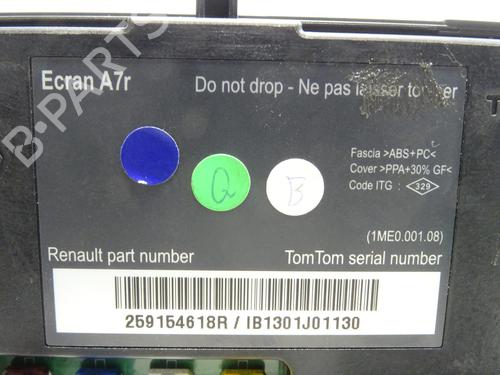 B-PARTS
Ecran A7r
Do not drop - Ne pas laisser tomber
T
Q
B
Fascia >ABS+PC<
Cover >PPA+30% GF<
Code ITG : 329
(1ME0.001.08)
Renault part number
TomTom serial number
259154618R / IB1301J01130